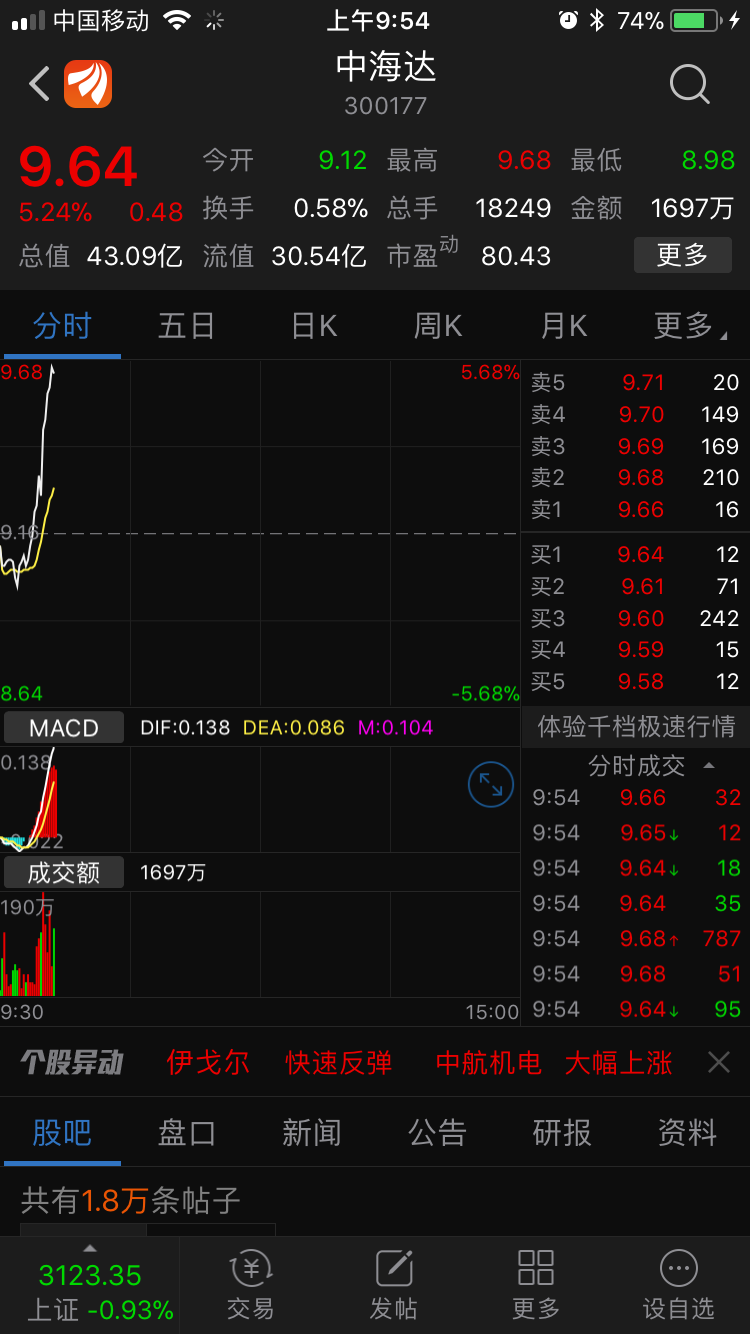 中国移动 上午9:54 74%
中海达
300177
9.64 今开 9.12 最高 9.68 最低 8.98
5.24% 0.48 换手 0.58% 总手 18249 金额 1697万
总值 43.09亿 流值 30.54亿 市盈动 80.43 更多
分时 五日 日K 周K 月K 更多
9.68 5.68%
9.16
8.64 -5.68%
MACD DIF:0.138 DEA:0.086 M:0.104
0.138
成交额 1697万
190万
9:30 15:00
卖5 9.71 20
卖4 9.70 149
卖3 9.69 169
卖2 9.68 210
卖1 9.66 16
买1 9.64 12
买2 9.61 71
买3 9.60 242
买4 9.59 15
买5 9.58 12
体验千档极速行情
分时成交
9:54 9.66 32
9:54 9.65↓ 12
9:54 9.64↓ 18
9:54 9.64 35
9:54 9.68↑ 787
9:54 9.68 51
9:54 9.64↓ 95
个股异动 伊戈尔 快速反弹 中航机电 大幅上涨
股吧 盘口 新闻 公告 研报 资料
共有1.8万条帖子
3123.35
上证 -0.93% 交易 发帖 更多 设自选